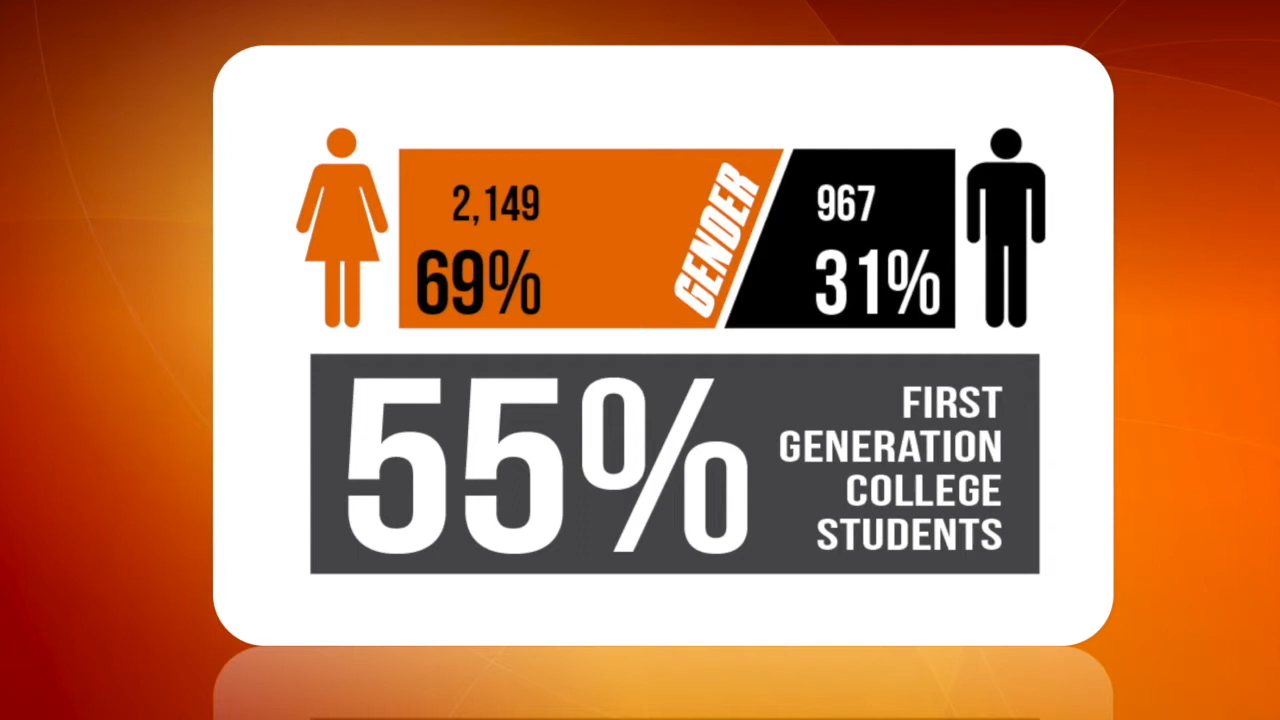 2,149
69%
GENDER
967
31%
55%
FIRST
GENERATION
COLLEGE
STUDENTS